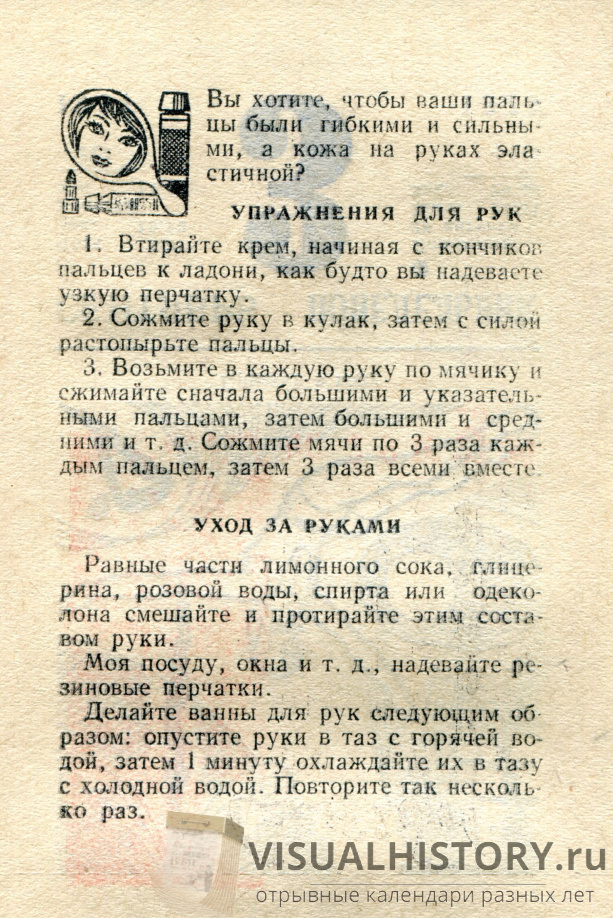 Вы хотите, чтобы ваши паль-
цы были гибкими и сильны-
ми, а кожа на руках эла
стичной?
УПРАЖНЕНИЯ ДЛЯ РУК
1. Втирайте крем, начиная с кончиков
пальцев к ладони, как будто вы надеваете
узкую перчатку.
2. Сожмите руку в кулак, затем с силой
растопырьте пальцы.
3. Возьмите в каждую руку по мячику и
сжимайте сначала большими и указатель-
ными пальцами, затем большими и сред-
ними и т. д. Сожмите мячи по 3 раза каж-
дым пальцем, затем 3 раза всеми вместе.
УХОД ЗА РУКАМИ
Равные части лимонного сока, глице-
рина, розовой воды, спирта или одеко-
лона смешайте и протирайте этим соста-
вом руки.
Моя посуду, окна и т. д., надевайте ре-
зиновые перчатки.
Делайте ванны для рук следующим об-
разом: опустите руки в таз с горячей во-
дой, затем 1 минуту охлаждайте их в тазу
с холодной водой. Повторите так несколь-
ко раз.
VISUALHISTORY.ru
отрывные календари разных лет